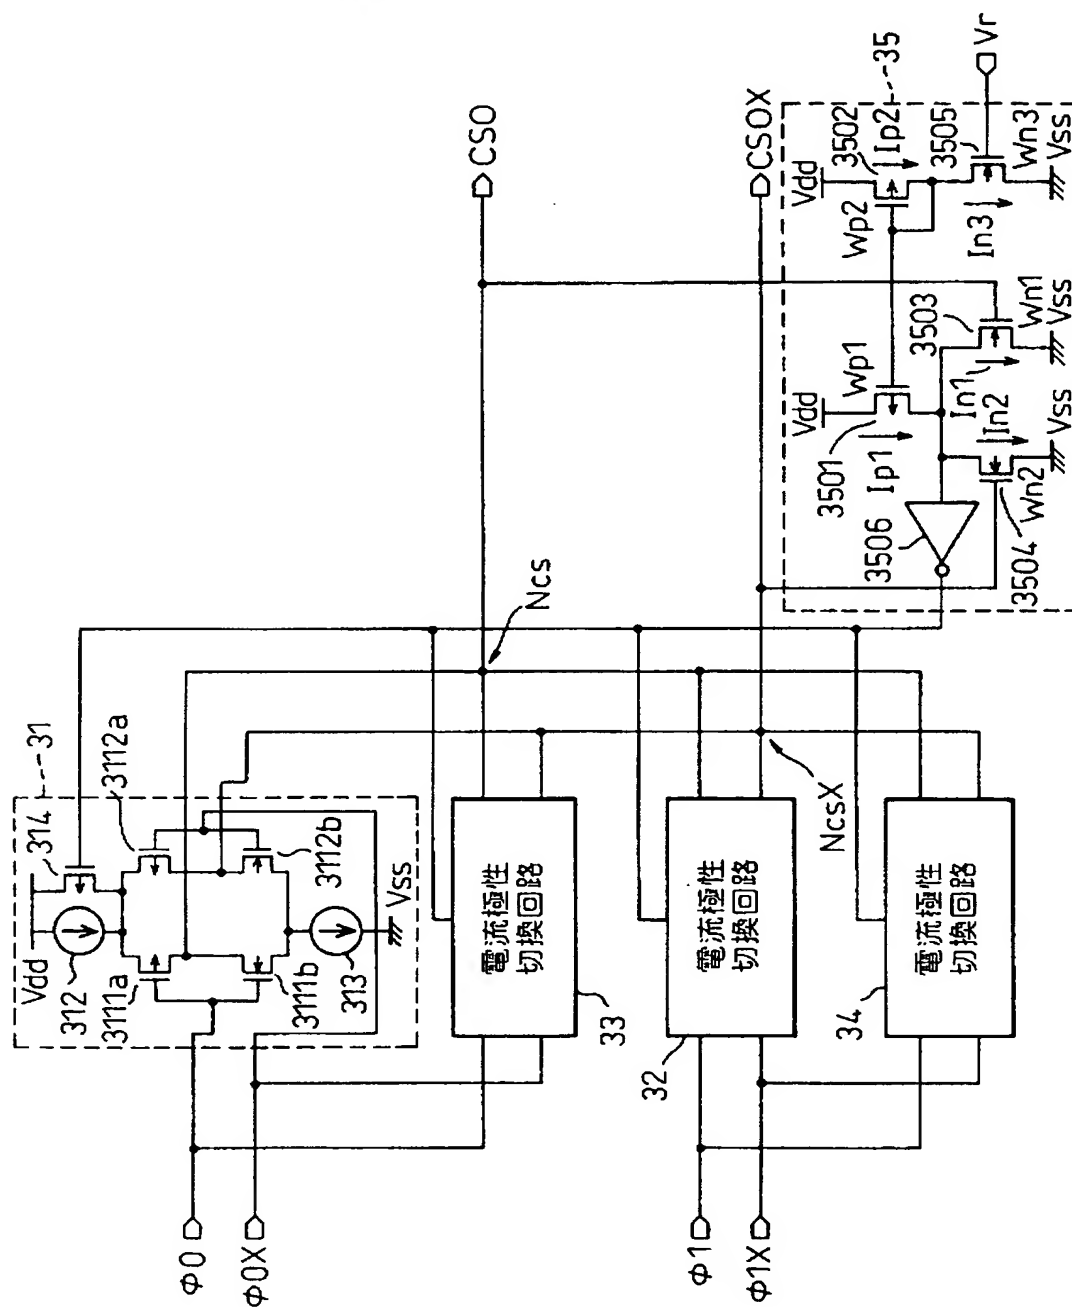 φ0
φ0X
φ1
φ1X
Vdd
312
314
31
3111a
3112a
3111b
3112b
313
Vss
電流極性
切換回路
33
電流極性
切換回路
32
電流極性
切換回路
34
Ncs
NcsX
CSO
CSOX
35
Vdd
Wp1
3501
Ip1
Vdd
3502
Ip2
Wp2
3506
In1
3503
Wn1
Vss
In2
Wn2
3504
Vss
In3
3505
Wn3
Vss
Vr